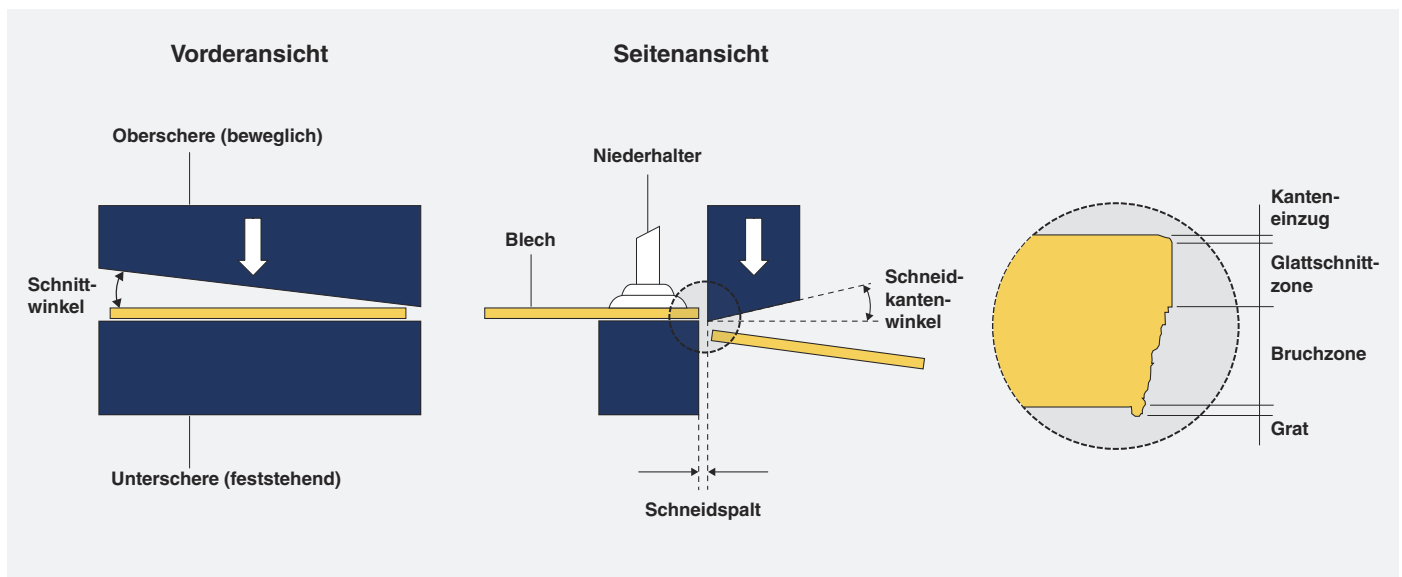 Vorderansicht
Seitenansicht
Oberschere (beweglich)
Niederhalter
Blech
Schnitt-
winkel
Schneid-
kanten-
winkel
Unterschere (feststehend)
Schneidspalt
Kanten-
einzug
Glattschnitt-
zone
Bruchzone
Grat